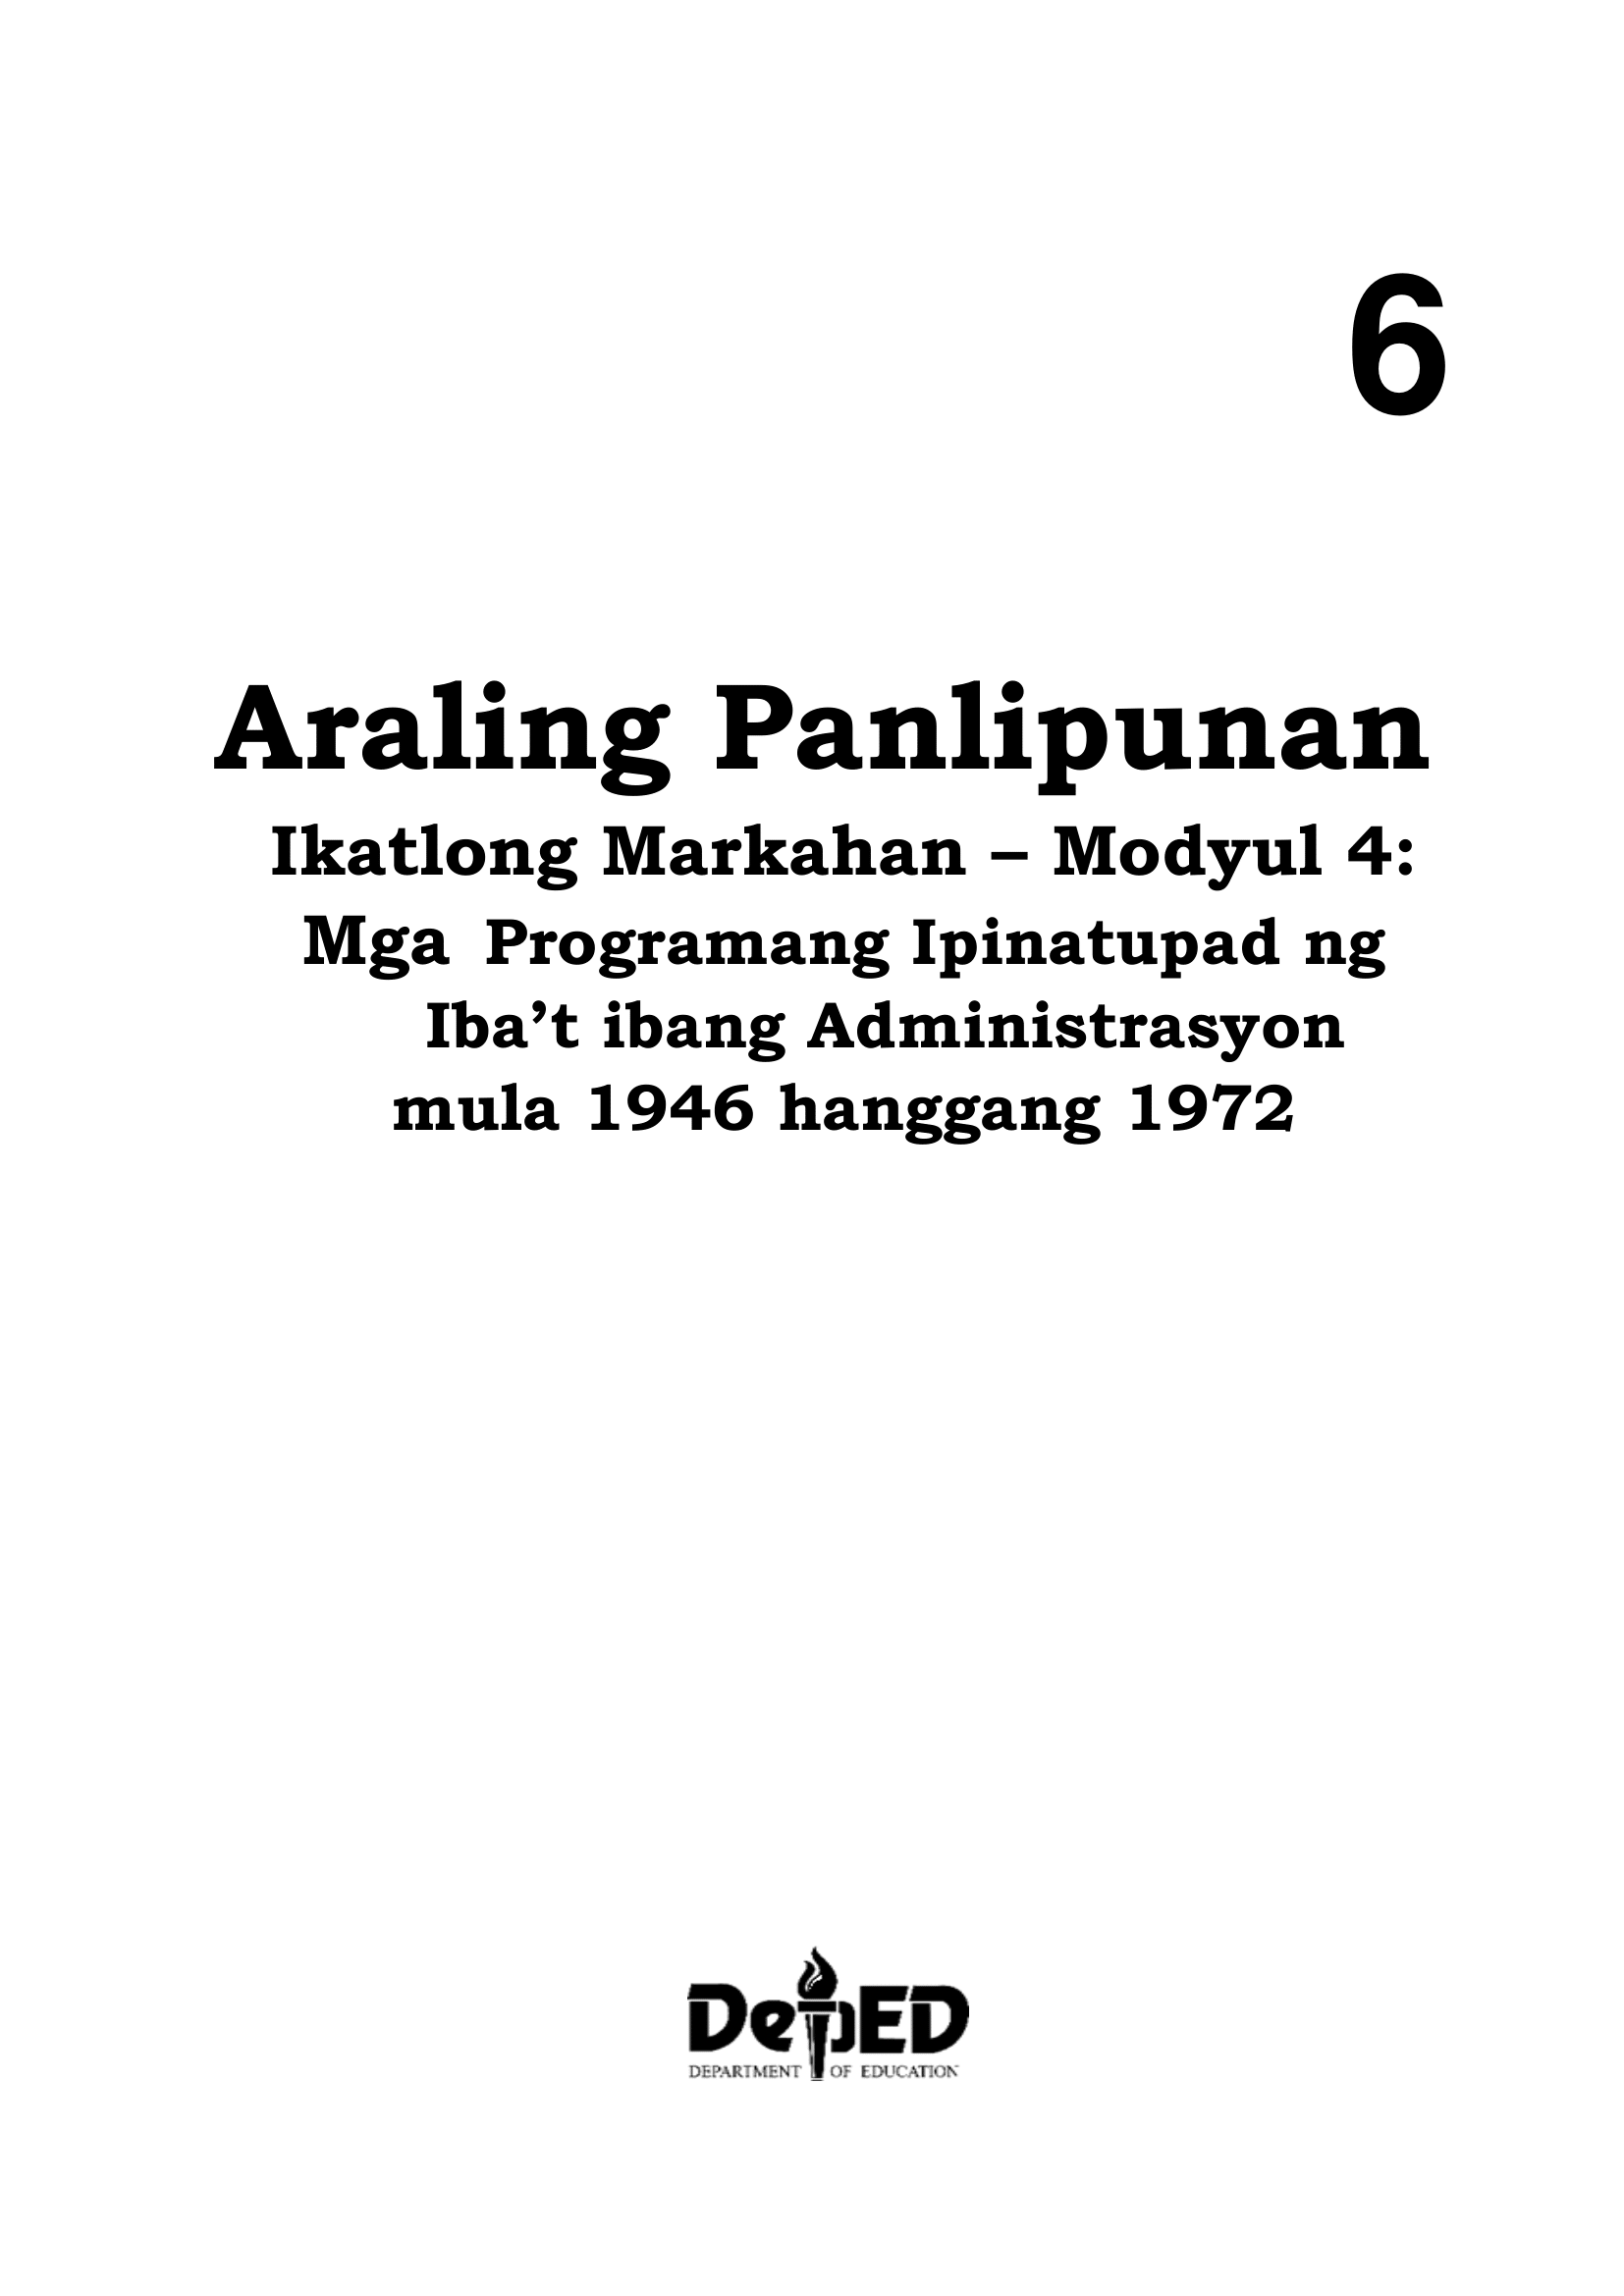 6
Araling Panlipunan
Ikatlong Markahan – Modyul 4:
Mga Programang Ipinatupad ng
Iba’t ibang Administrasyon
mula 1946 hanggang 1972
DepED
DEPARTMENT OF EDUCATION